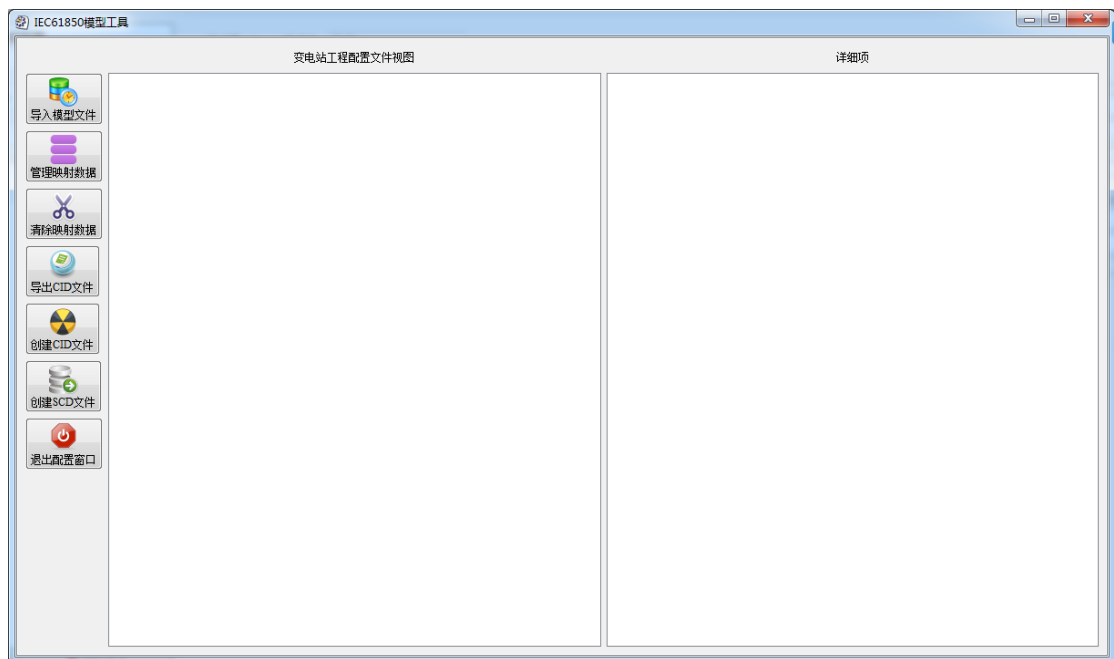 IEC61850模型工具
变电站工程配置文件视图
详细项
导入模型文件
管理映射数据
清除映射数据
导出CID文件
创建CID文件
创建SCD文件
退出配置窗口